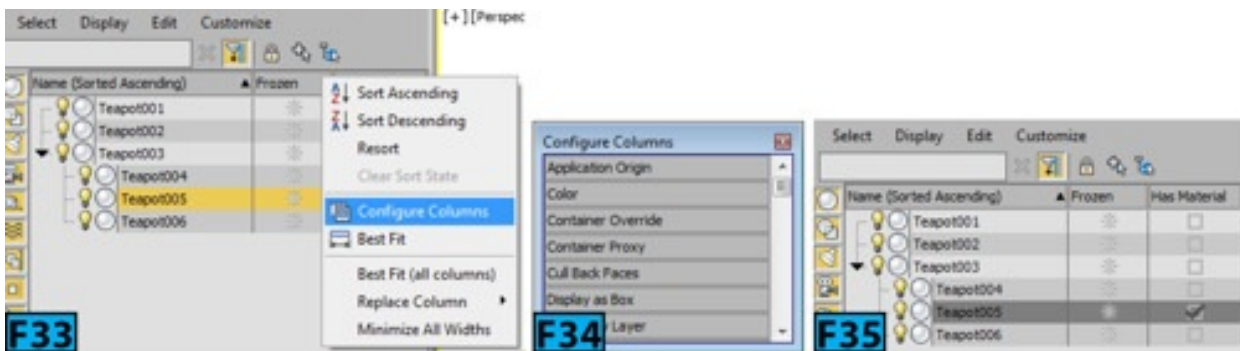 Select Display Edit Customize
Name (Sorted Ascending) Frozen
Teapot001
Teapot002
Teapot003
Teapot004
Teapot005
Teapot006
Sort Ascending
Sort Descending
Resort
Clear Sort State
Configure Columns
Best Fit
Best Fit (all columns)
Replace Column
Minimize All Widths
F33
[+][Perspec
Configure Columns
Application Origin
Color
Container Override
Container Proxy
Cull Back Faces
Display as Box
Layer
F34
Select Display Edit Customize
Name (Sorted Ascending) Frozen Has Material
Teapot001
Teapot002
Teapot003
Teapot004
Teapot005
Teapot006
F35